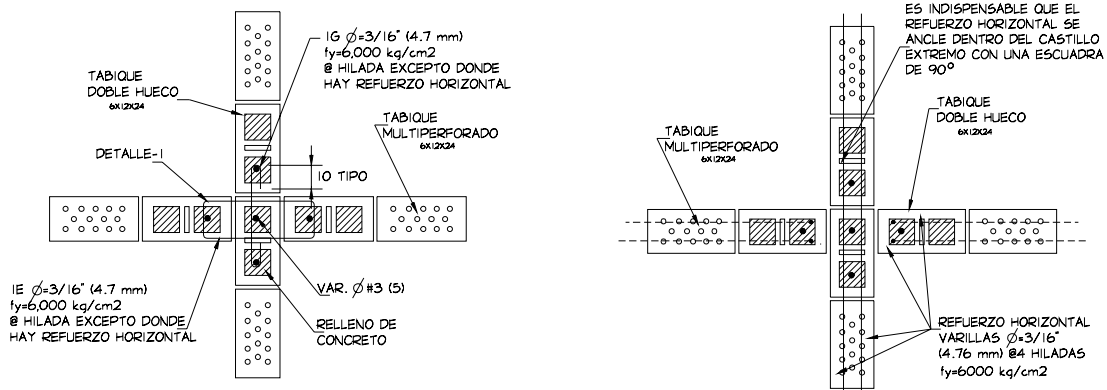 1G Ø=3/16" (4.7 mm)
fy=6,000 kg/cm2
@ HILADA EXCEPTO DONDE
HAY REFUERZO HORIZONTAL
TABIQUE
DOBLE HUECO
6X12X24
TABIQUE
MULTIPERFORADO
6X12X24
DETALLE-1
10 TIPO
1E Ø=3/16" (4.7 mm)
fy=6,000 kg/cm2
@ HILADA EXCEPTO DONDE
HAY REFUERZO HORIZONTAL
VAR. Ø #3 (5)
RELLENO DE
CONCRETO
ES INDISPENSABLE QUE EL
REFUERZO HORIZONTAL SE
ANCLE DENTRO DEL CASTILLO
EXTREMO CON UNA ESCUADRA
DE 90°
TABIQUE
MULTIPERFORADO
6X12X24
TABIQUE
DOBLE HUECO
6X12X24
REFUERZO HORIZONTAL
VARILLAS Ø=3/16"
(4.76 mm) @4 HILADAS
fy=6000 kg/cm2